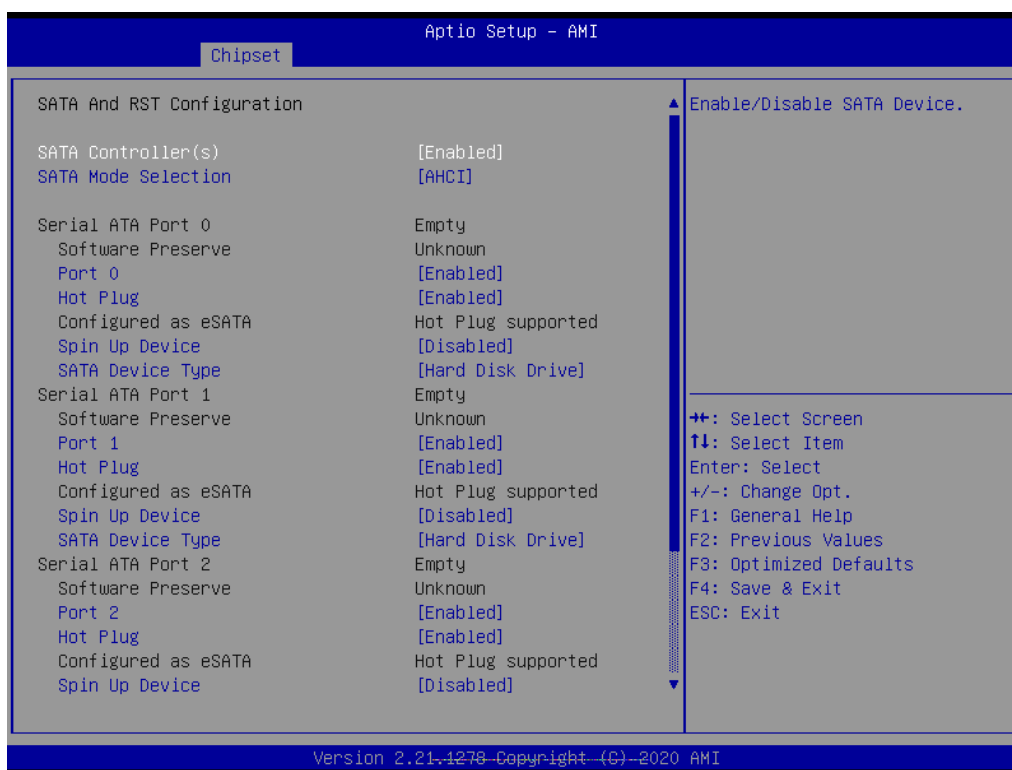 Aptio Setup – AMI
Chipset
SATA And RST Configuration
SATA Controller(s) [Enabled]
SATA Mode Selection [AHCI]
Serial ATA Port 0 Empty
Software Preserve Unknown
Port 0 [Enabled]
Hot Plug [Enabled]
Configured as eSATA Hot Plug supported
Spin Up Device [Disabled]
SATA Device Type [Hard Disk Drive]
Serial ATA Port 1 Empty
Software Preserve Unknown
Port 1 [Enabled]
Hot Plug [Enabled]
Configured as eSATA Hot Plug supported
Spin Up Device [Disabled]
SATA Device Type [Hard Disk Drive]
Serial ATA Port 2 Empty
Software Preserve Unknown
Port 2 [Enabled]
Hot Plug [Enabled]
Configured as eSATA Hot Plug supported
Spin Up Device [Disabled]
Enable/Disable SATA Device.
→←: Select Screen
↑↓: Select Item
Enter: Select
+/-: Change Opt.
F1: General Help
F2: Previous Values
F3: Optimized Defaults
F4: Save & Exit
ESC: Exit
Version 2.21.1278 Copyright (C) 2020 AMI